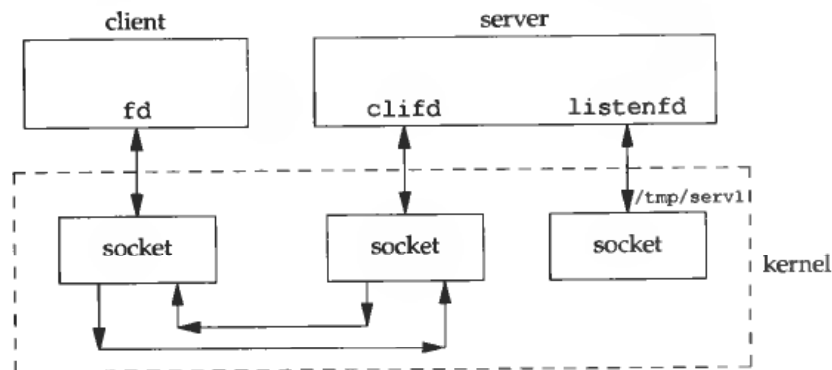 client server
fd clifd listenfd
/tmp/serv1
socket socket socket
kernel